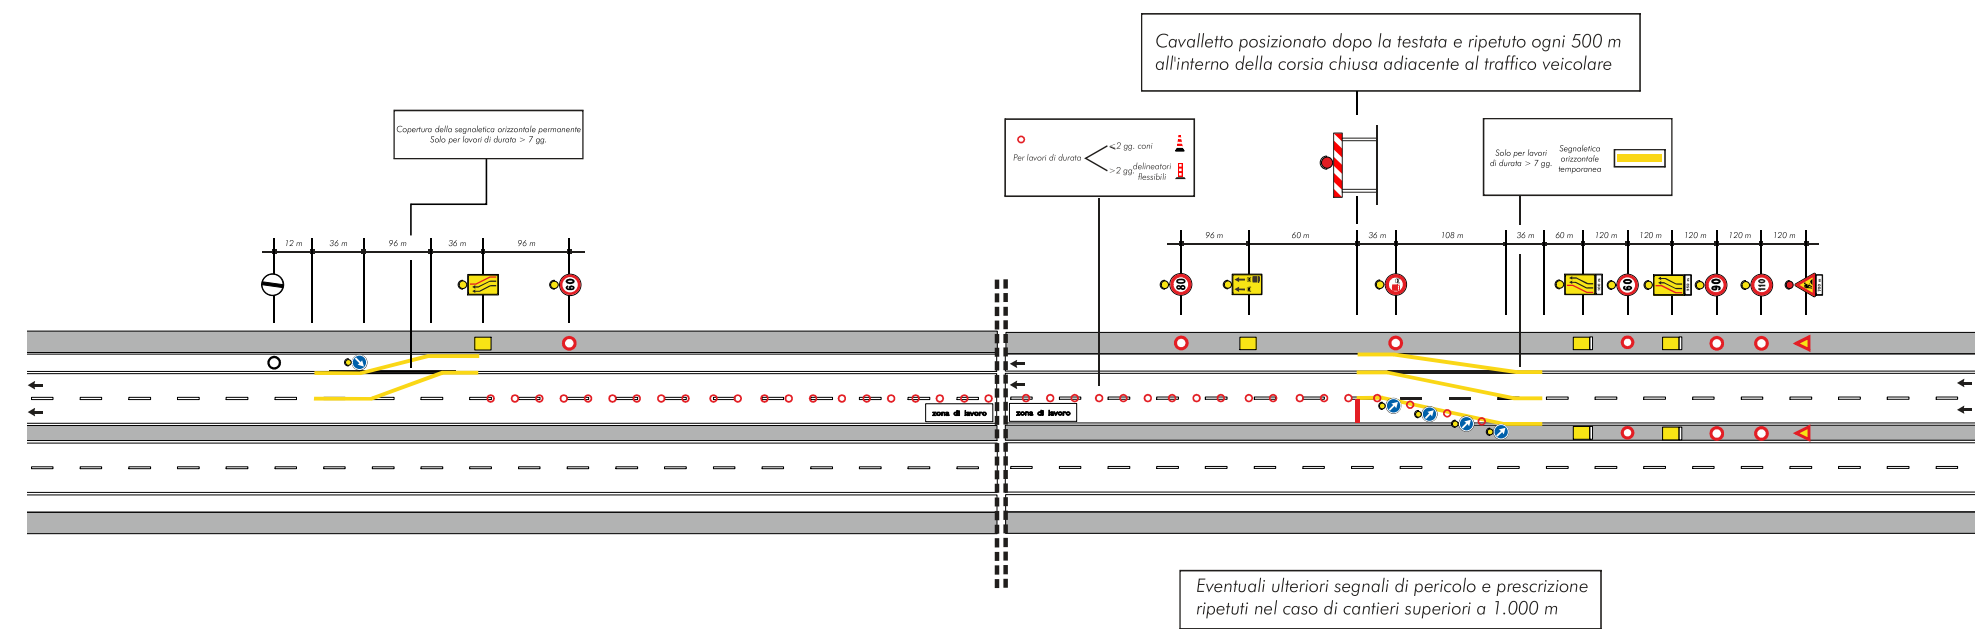 Cavalletto posizionato dopo la testata e ripetuto ogni 500 m
all'interno della corsia chiusa adiacente al traffico veicolare
Copertura della segnaletica orizzontale permanente
Solo per lavori di durata > 7 gg.
Per lavori di durata
⩽2 gg. coni
>2 gg. delineatori
flessibili
Solo per lavori
di durata > 7 gg.
Segnaletica
orizzontale
temporanea
12 m
36 m
96 m
36 m
96 m
96 m
60 m
36 m
108 m
36 m
60 m
120 m
120 m
120 m
120 m
120 m
60
80
60
90
110
zona di lavoro
zona di lavoro
Eventuali ulteriori segnali di pericolo e prescrizione
ripetuti nel caso di cantieri superiori a 1.000 m